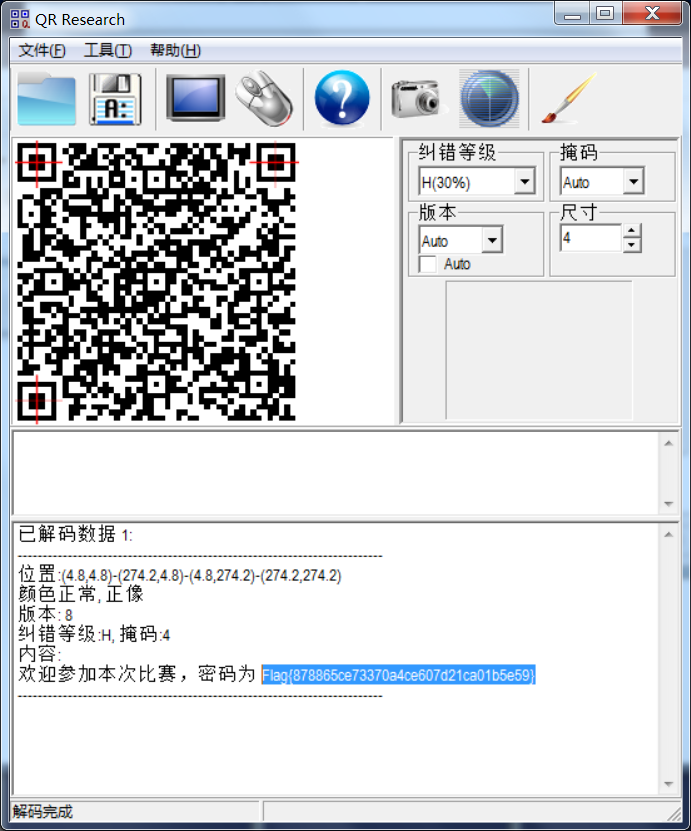 QR Research
文件(F) 工具(T) 帮助(H)
A:
纠错等级 掩码
H(30%) Auto
版本 尺寸
Auto 4
Auto
已解码数据 1:
--------------------------------------------------------------------------------
位置:(4.8,4.8)-(274.2,4.8)-(4.8,274.2)-(274.2,274.2)
颜色正常, 正像
版本: 8
纠错等级:H, 掩码:4
内容:
欢迎参加本次比赛，密码为 Flag{878865ce73370a4ce607d21ca01b5e59}
--------------------------------------------------------------------------------
解码完成